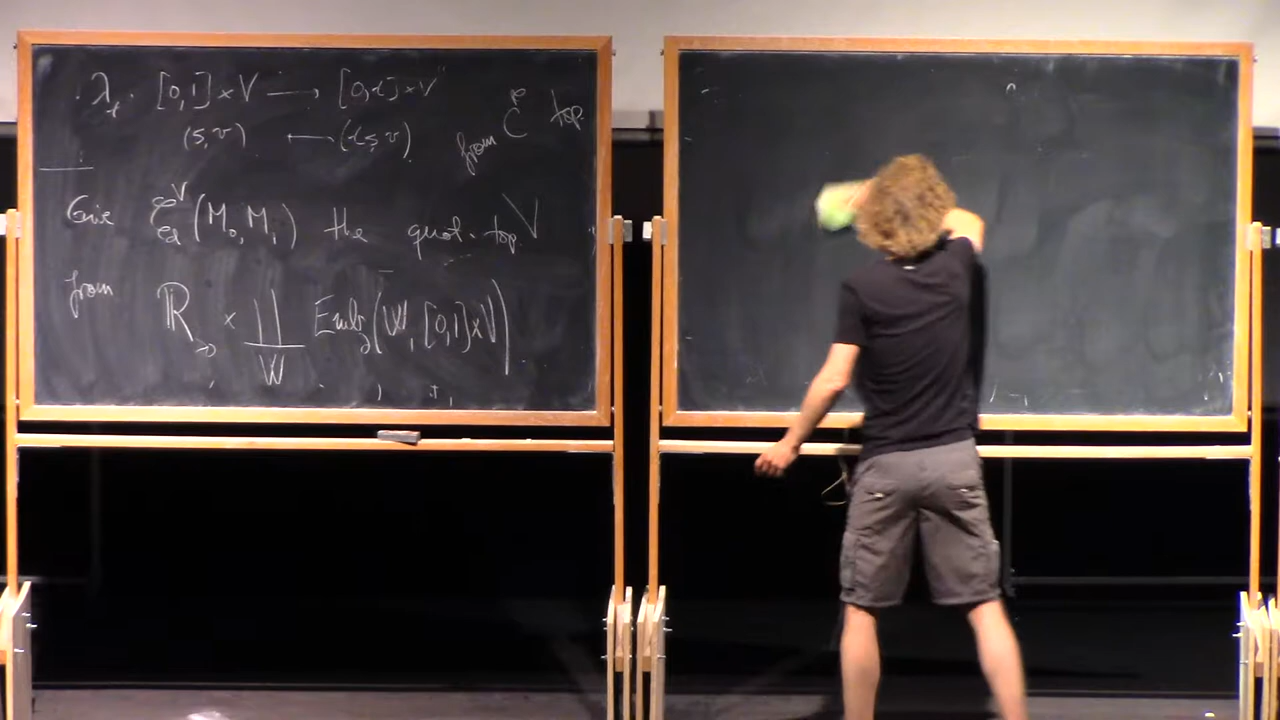 λ_t : [0,1] × V ⟶ [0,t] × V
(s, v) ⟼ (ts, v) from C^∞ top.
Give 𝒞_d^V (M_0, M_1) the quot. top
from ℝ_{>0} × ∐_W Emb(W, [0,1] × V)